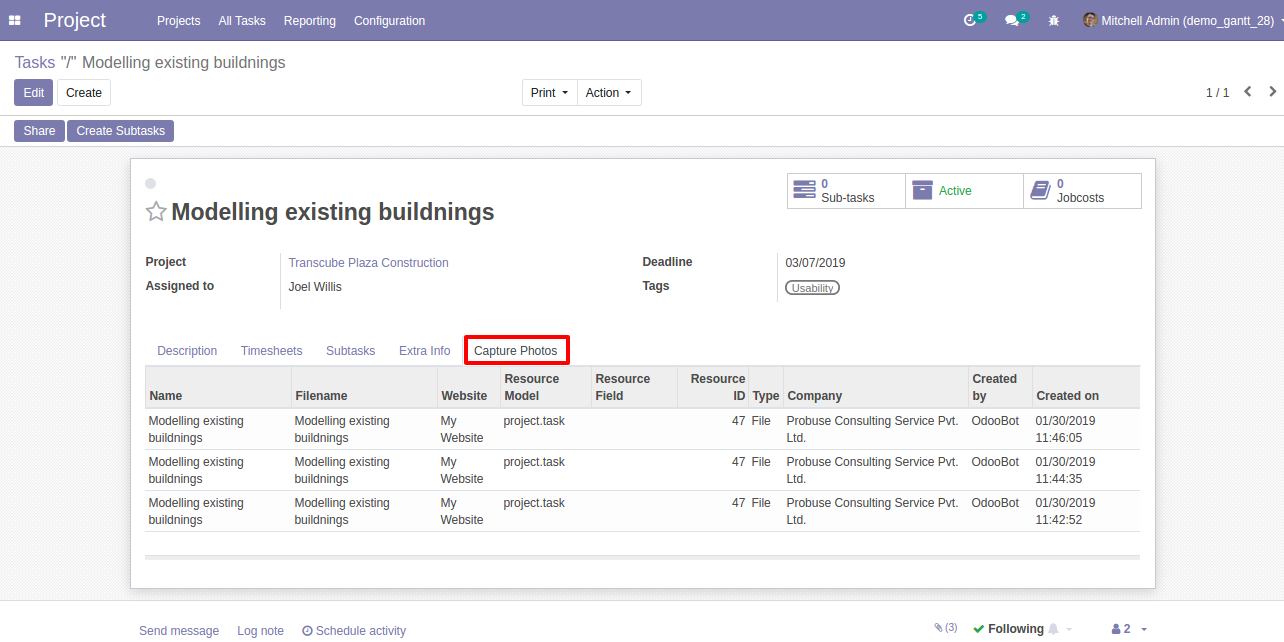 Project Projects All Tasks Reporting Configuration 5 2 Mitchell Admin (demo_gantt_28)
Tasks "/" Modelling existing buildnings
Edit Create Print Action 1 / 1
Share Create Subtasks
0 Sub-tasks Active 0 Jobcosts
Modelling existing buildnings
Project Transcube Plaza Construction Deadline 03/07/2019
Assigned to Joel Willis Tags Usability
Description Timesheets Subtasks Extra Info Capture Photos
Name Filename Website Resource Model Resource Field Resource ID Type Company Created by Created on
Modelling existing buildnings Modelling existing buildnings My Website project.task 47 File Probuse Consulting Service Pvt. Ltd. OdooBot 01/30/2019 11:46:05
Modelling existing buildnings Modelling existing buildnings My Website project.task 47 File Probuse Consulting Service Pvt. Ltd. OdooBot 01/30/2019 11:44:35
Modelling existing buildnings Modelling existing buildnings My Website project.task 47 File Probuse Consulting Service Pvt. Ltd. OdooBot 01/30/2019 11:42:52
Send message Log note Schedule activity (3) Following 2